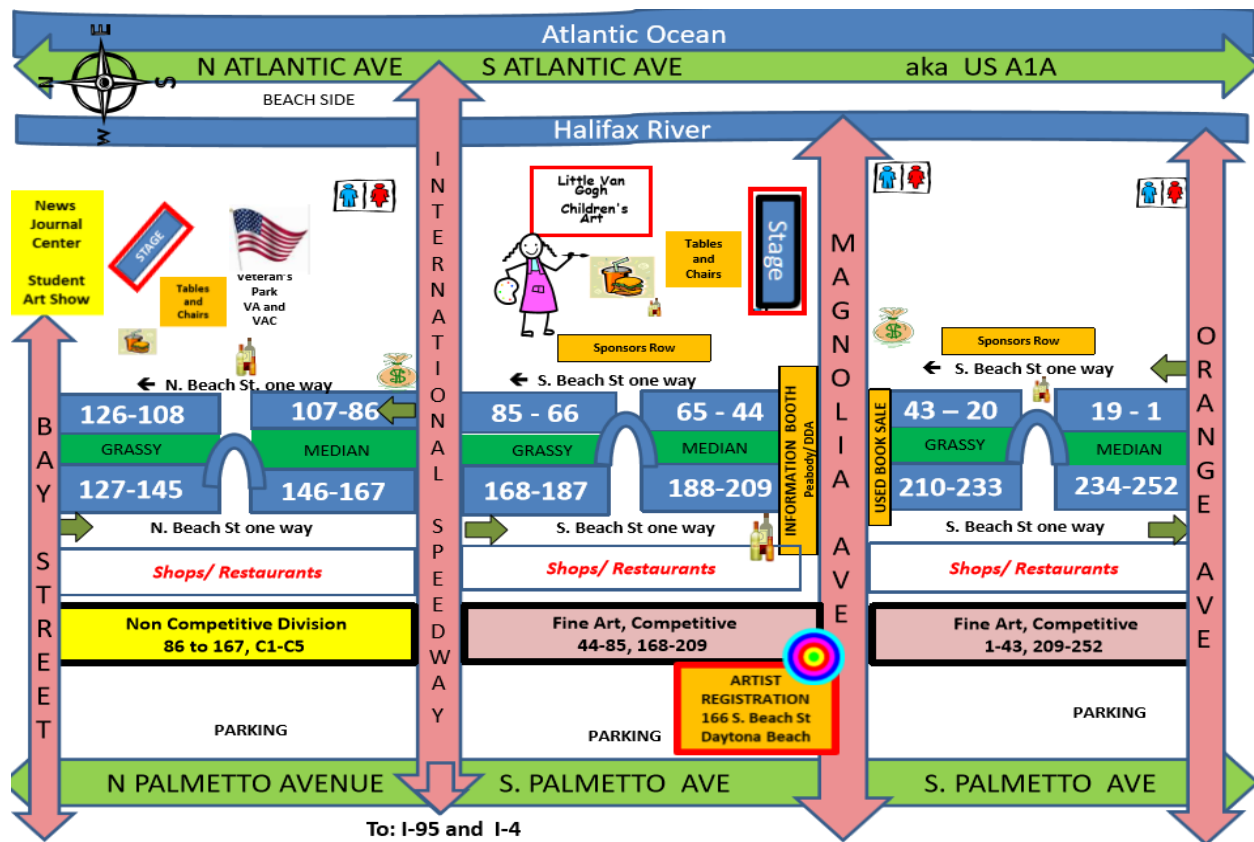 Atlantic Ocean
N ATLANTIC AVE
S ATLANTIC AVE
aka US A1A
E
N
S
W
BEACH SIDE
Halifax River
News
Journal
Center
Student
Art Show
STAGE
Tables
and
Chairs
Veteran's
Park
VA and
VAC
Little Van
Gogh
Children's
Art
Tables
and
Chairs
Stage
Sponsors Row
Sponsors Row
← N. Beach St. one way
← S. Beach St one way
← S. Beach St one way
126-108
107-86
85 - 66
65 - 44
43 – 20
19 - 1
GRASSY
MEDIAN
GRASSY
MEDIAN
GRASSY
MEDIAN
127-145
146-167
168-187
188-209
210-233
234-252
INFORMATION BOOTH
Peabody/ DDA
USED BOOK SALE
N. Beach St one way
S. Beach St one way
S. Beach St one way
Shops/ Restaurants
Shops/ Restaurants
Shops/ Restaurants
Non Competitive Division
86 to 167, C1-C5
Fine Art, Competitive
44-85, 168-209
Fine Art, Competitive
1-43, 209-252
ARTIST
REGISTRATION
166 S. Beach St
Daytona Beach
PARKING
PARKING
PARKING
BAY STREET
INTERNATIONAL SPEEDWAY
MAGNOLIA AVE
ORANGE AVE
N PALMETTO AVENUE
S. PALMETTO AVE
S. PALMETTO AVE
To: I-95 and I-4